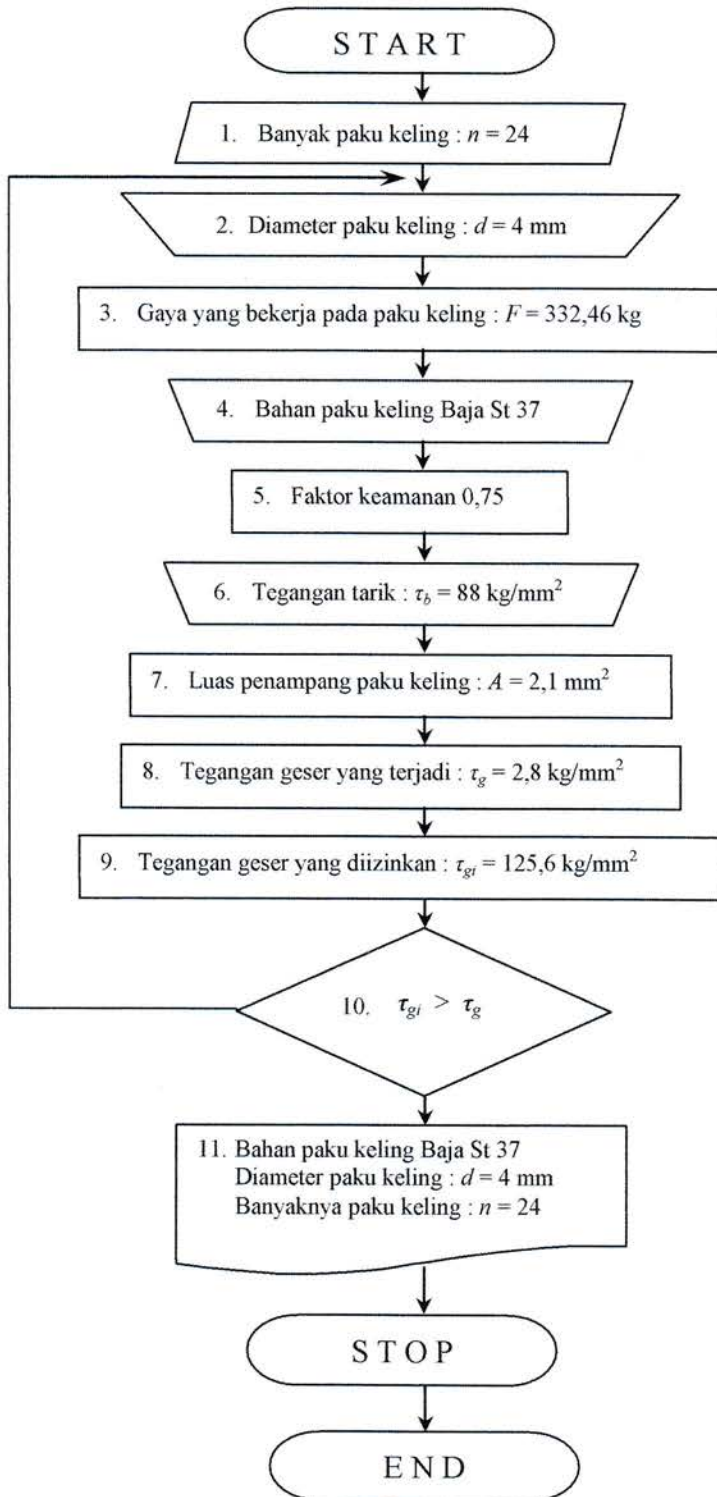 START
1. Banyak paku keling : n = 24
2. Diameter paku keling : d = 4 mm
3. Gaya yang bekerja pada paku keling : F = 332,46 kg
4. Bahan paku keling Baja St 37
5. Faktor keamanan 0,75
6. Tegangan tarik : τb = 88 kg/mm²
7. Luas penampang paku keling : A = 2,1 mm²
8. Tegangan geser yang terjadi : τg = 2,8 kg/mm²
9. Tegangan geser yang diizinkan : τgi = 125,6 kg/mm²
10. τgi > τg
11. Bahan paku keling Baja St 37
Diameter paku keling : d = 4 mm
Banyaknya paku keling : n = 24
STOP
END